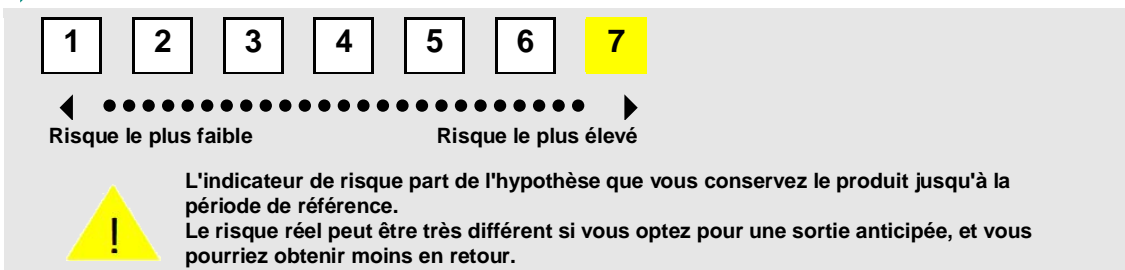 1 2 3 4 5 6 7
Risque le plus faible Risque le plus élevé
L'indicateur de risque part de l'hypothèse que vous conservez le produit jusqu'à la
période de référence.
Le risque réel peut être très différent si vous optez pour une sortie anticipée, et vous
pourriez obtenir moins en retour.
!